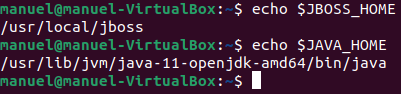 manuel@manuel-VirtualBox:~$ echo $JBOSS_HOME
/usr/local/jboss
manuel@manuel-VirtualBox:~$ echo $JAVA_HOME
/usr/lib/jvm/java-11-openjdk-amd64/bin/java
manuel@manuel-VirtualBox:~$